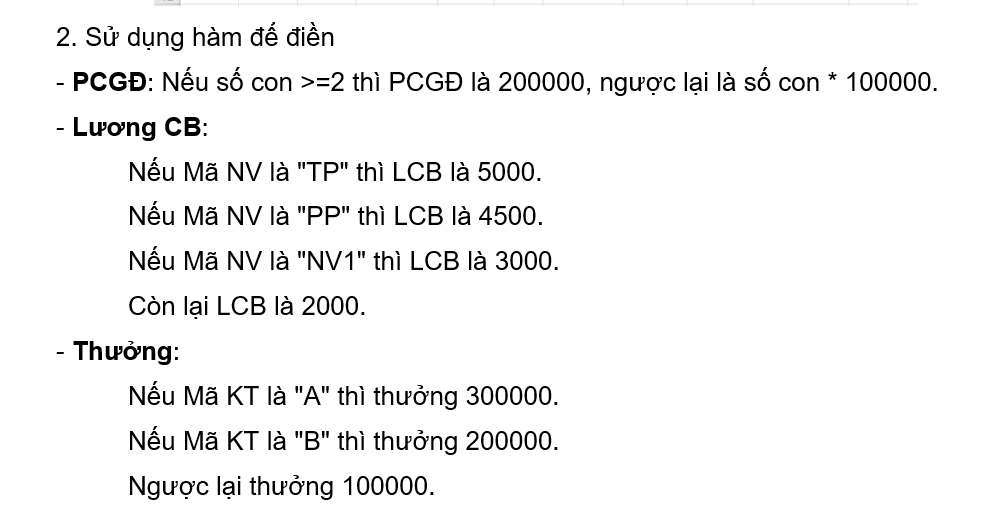 2. Sử dụng hàm để điền
- PCGĐ: Nếu số con >=2 thì PCGĐ là 200000, ngược lại là số con * 100000.
- Lương CB:
Nếu Mã NV là "TP" thì LCB là 5000.
Nếu Mã NV là "PP" thì LCB là 4500.
Nếu Mã NV là "NV1" thì LCB là 3000.
Còn lại LCB là 2000.
- Thưởng:
Nếu Mã KT là "A" thì thưởng 300000.
Nếu Mã KT là "B" thì thưởng 200000.
Ngược lại thưởng 100000.